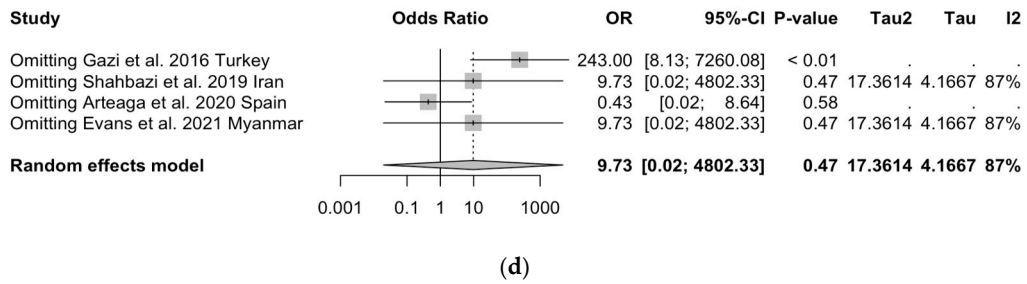 Study Odds Ratio OR 95%-CI P-value Tau2 Tau I2
Omitting Gazi et al. 2016 Turkey 243.00 [8.13; 7260.08] < 0.01 . . .
Omitting Shahbazi et al. 2019 Iran 9.73 [0.02; 4802.33] 0.47 17.3614 4.1667 87%
Omitting Arteaga et al. 2020 Spain 0.43 [0.02; 8.64] 0.58 . . .
Omitting Evans et al. 2021 Myanmar 9.73 [0.02; 4802.33] 0.47 17.3614 4.1667 87%
Random effects model 9.73 [0.02; 4802.33] 0.47 17.3614 4.1667 87%
0.001 0.1 1 10 1000
(d)